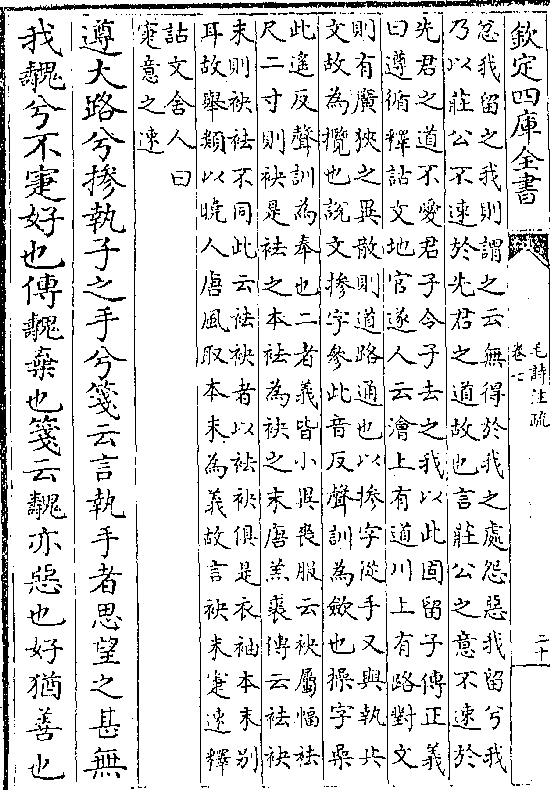 欽定四庫全書
毛詩注疏
卷七
二十
忿我留之我則謂之云無得於我之處怨惡我留兮我
乃以莊公不速於先君之道故也言莊公之意不速於
先君之道不愛君子令子去之我以此固留子傳正義
曰遵循釋詁文地官遂人云澮上有道川上有路對文
則有廣狹之異散則道路通也以摻字從手又與執共
文故為攬也説文摻字參此音反聲訓為斂也操字喿
此遙反聲訓為奉也二者義皆小異喪服云袂屬幅袪
尺二寸則袂是袪之本袪為袂之末唐羔裘傳云袪袂
末則袂袪不同此云袪袂者以袪袂俱是衣袖本末别
耳故舉類以曉人唐風取本末為義故言袂末寁速釋
詁文舍人曰
寁意之速
遵大路兮摻執子之手兮箋云言執手者思望之甚無
我魗兮不寁好也傳魗棄也箋云魗亦惡也好猶善也